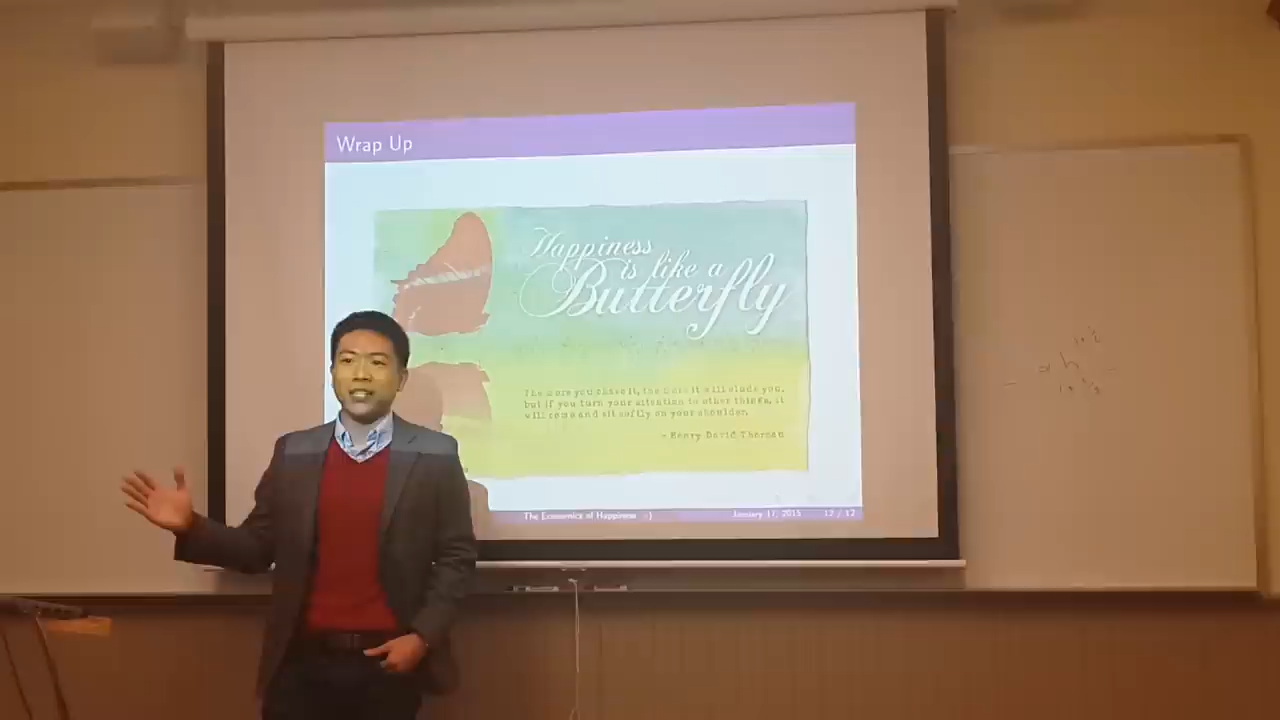 Wrap Up
Happiness
is like a
Butterfly
The more you chase it, the more it will elude you,
but if you turn your attention to other things, it
will come and sit softly on your shoulder.
- Henry David Thoreau
The Economics of Happiness :-)
January 17, 2015
12 / 12